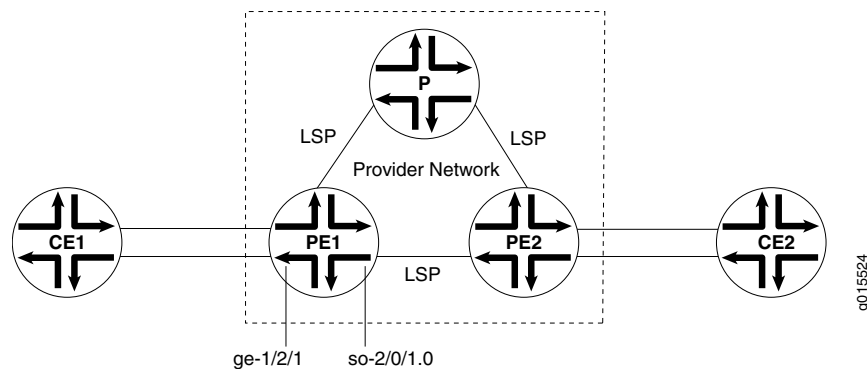 P
LSP
LSP
Provider Network
CE1
PE1
PE2
CE2
LSP
ge-1/2/1
so-2/0/1.0
g015524